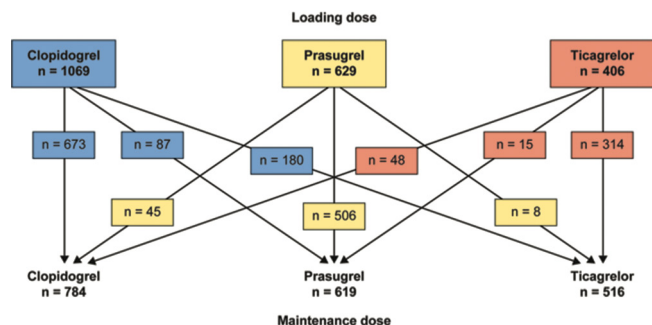 Loading dose
Clopidogrel
n = 1069
Prasugrel
n = 629
Ticagrelor
n = 406
n = 673
n = 87
n = 180
n = 48
n = 15
n = 314
n = 45
n = 506
n = 8
Clopidogrel
n = 784
Prasugrel
n = 619
Ticagrelor
n = 516
Maintenance dose